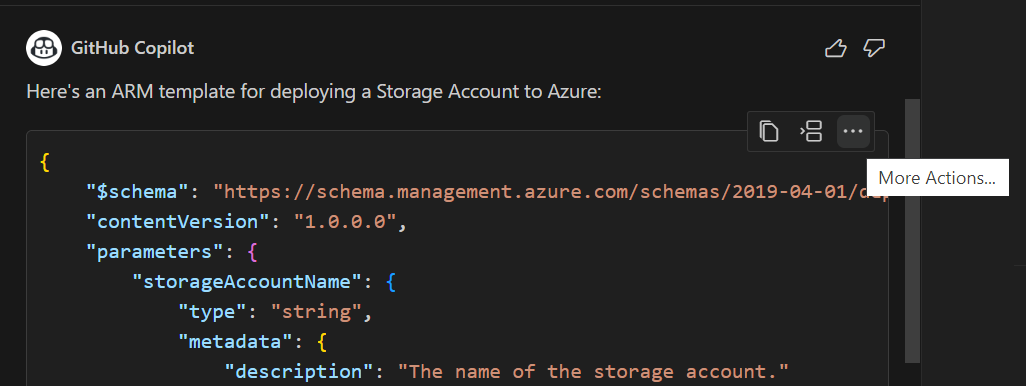 GitHub Copilot
Here's an ARM template for deploying a Storage Account to Azure:
{
"$schema": "https://schema.management.azure.com/schemas/2019-04-01/
More Actions...
"contentVersion": "1.0.0.0",
"parameters": {
"storageAccountName": {
"type": "string",
"metadata": {
"description": "The name of the storage account."